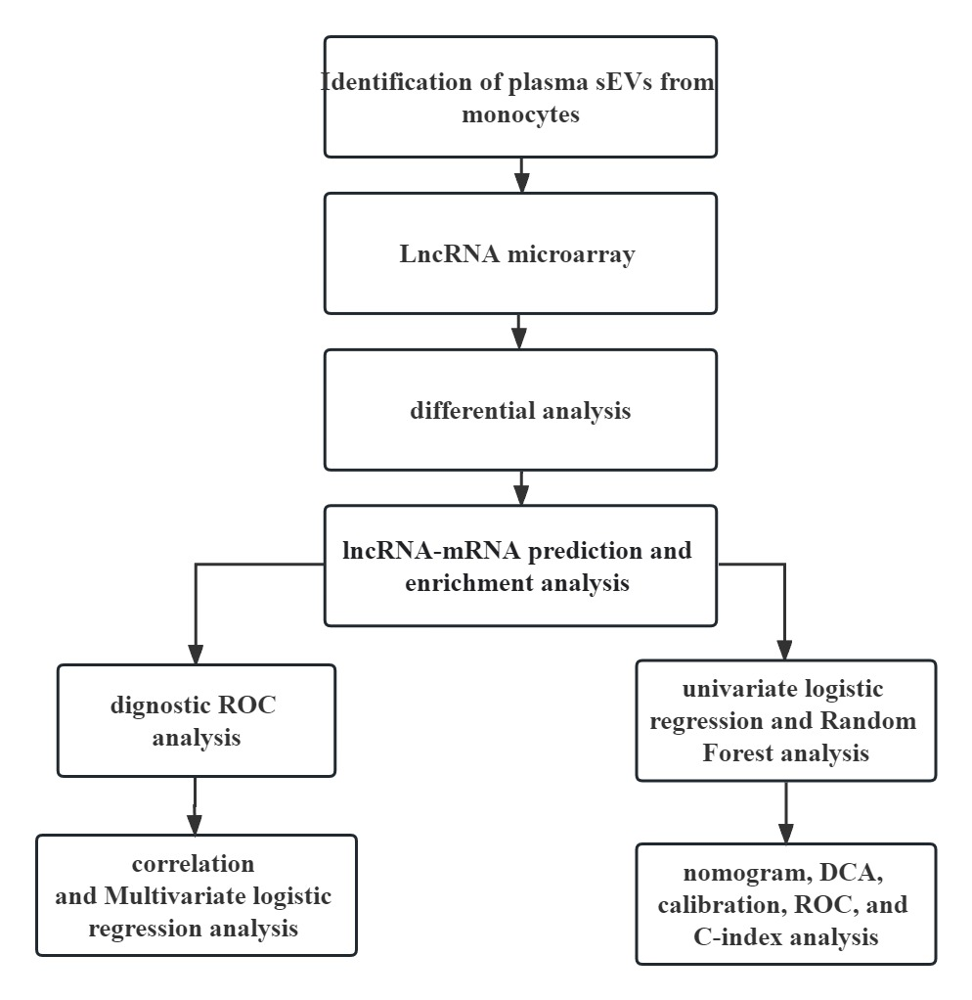 Identification of plasma sEVs from
monocytes
LncRNA microarray
differential analysis
lncRNA-mRNA prediction and
enrichment analysis
dignostic ROC
analysis
univariate logistic
regression and Random
Forest analysis
correlation
and Multivariate logistic
regression analysis
nomogram, DCA,
calibration, ROC, and
C-index analysis